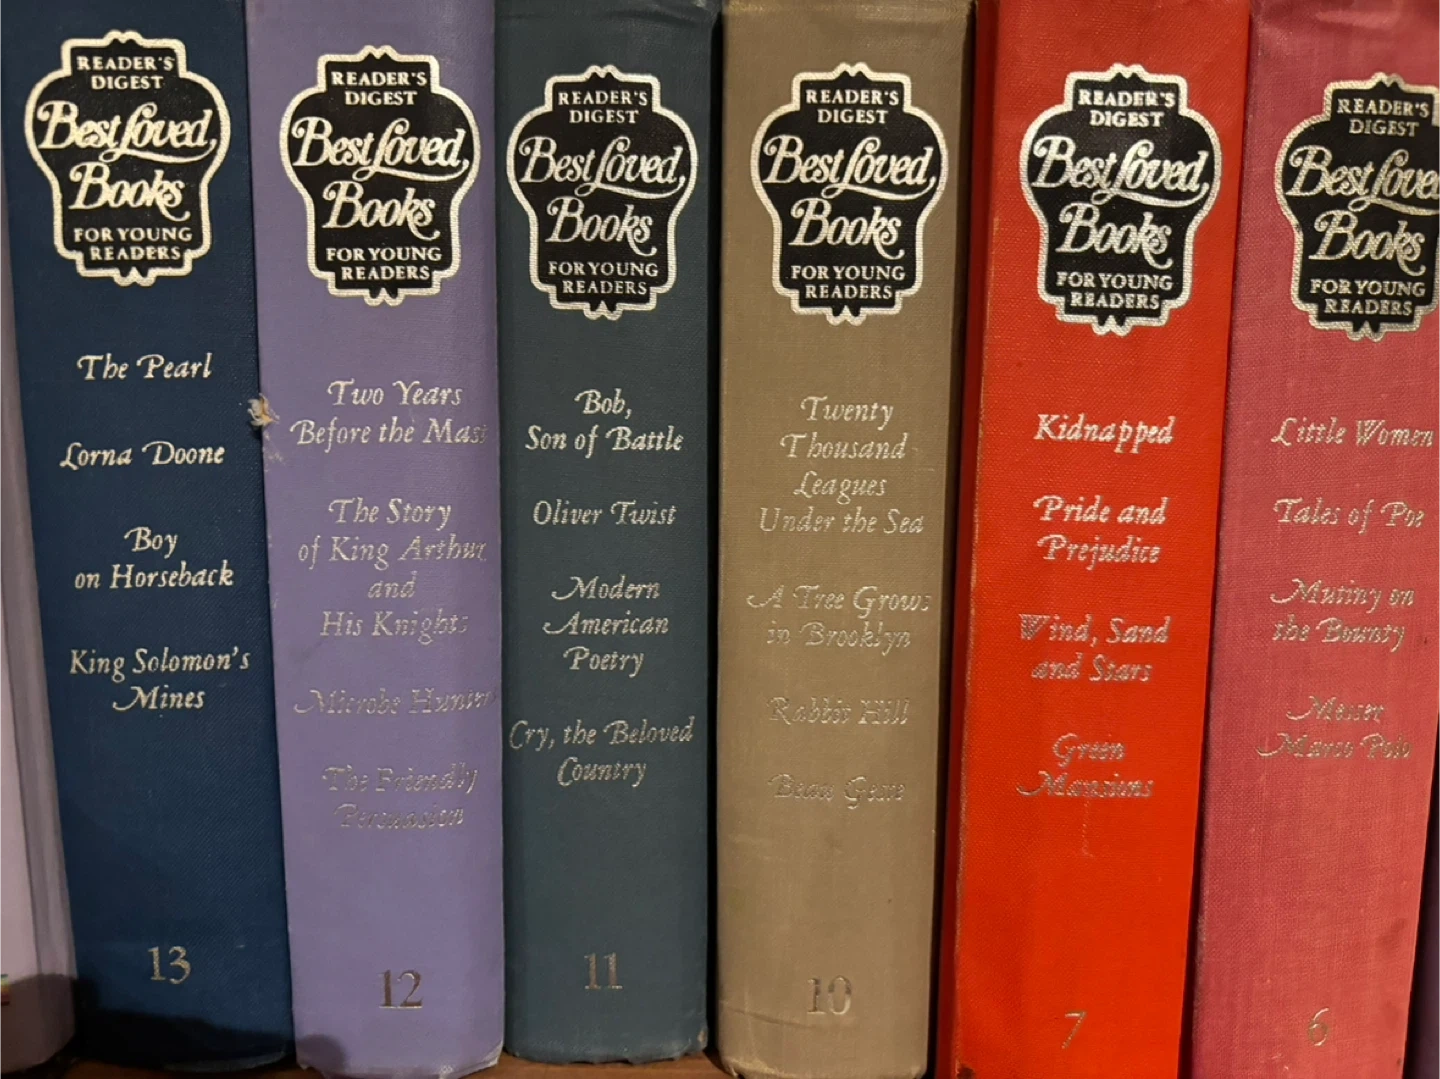 READER'S
DIGEST
Best Loved
Books
FOR YOUNG
READERS
The Pearl
Lorna Doone
Boy
on Horseback
King Solomon's
Mines
13
READER'S
DIGEST
Best Loved
Books
FOR YOUNG
READERS
Two Years
Before the Mast
The Story
of King Arthur
and
His Knights
Microbe Hunters
The Friendly
Persuasion
12
READER'S
DIGEST
Best Loved
Books
FOR YOUNG
READERS
Bob,
Son of Battle
Oliver Twist
Modern
American
Poetry
Cry, the Beloved
Country
11
READER'S
DIGEST
Best Loved
Books
FOR YOUNG
READERS
Twenty
Thousand
Leagues
Under the Sea
A Tree Grows
in Brooklyn
Rabbit Hill
Beau Geste
10
READER'S
DIGEST
Best Loved
Books
FOR YOUNG
READERS
Kidnapped
Pride and
Prejudice
Wind, Sand
and Stars
Green
Mansions
7
READER'S
DIGEST
Best Loved
Books
FOR YOUNG
READERS
Little Women
Tales of Poe
Mutiny on
the Bounty
Messer
Marco Polo
6